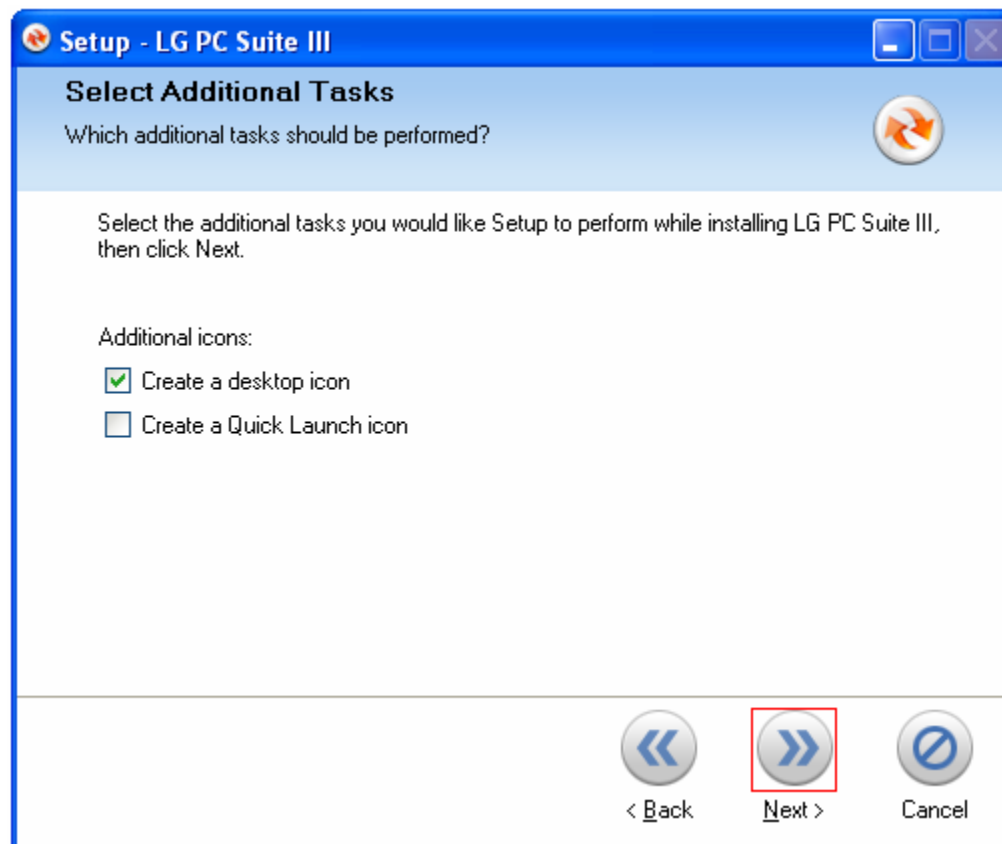 Setup - LG PC Suite III
Select Additional Tasks
Which additional tasks should be performed?
Select the additional tasks you would like Setup to perform while installing LG PC Suite III,
then click Next.
Additional icons:
Create a desktop icon
Create a Quick Launch icon
< Back Next > Cancel